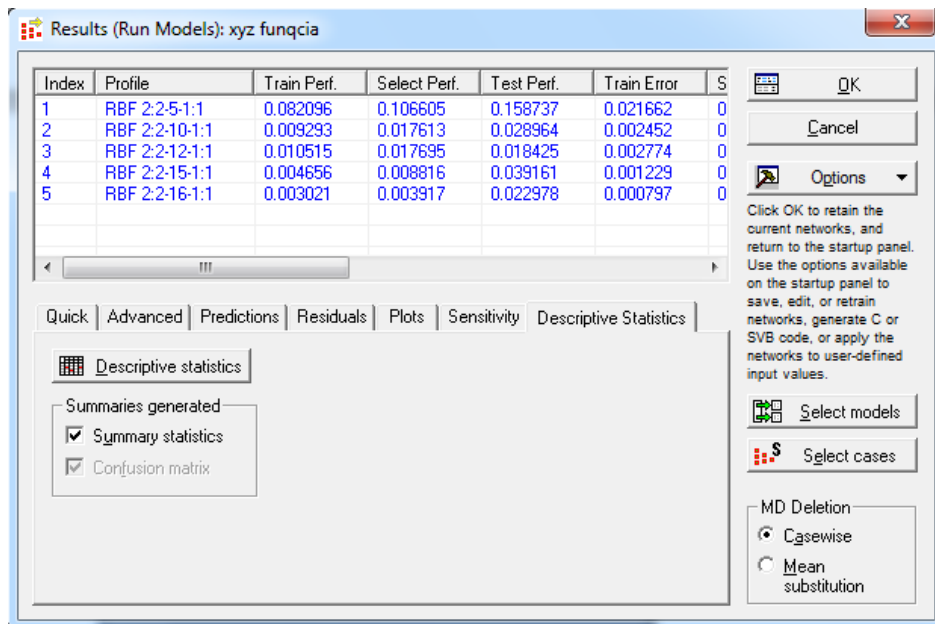 Results (Run Models): xyz funqcia
Index Profile Train Perf. Select Perf. Test Perf. Train Error S
1 RBF 2:2-5-1:1 0.082096 0.106605 0.158737 0.021662 0
2 RBF 2:2-10-1:1 0.009293 0.017613 0.028964 0.002452 0
3 RBF 2:2-12-1:1 0.010515 0.017695 0.018425 0.002774 0
4 RBF 2:2-15-1:1 0.004656 0.008816 0.039161 0.001229 0
5 RBF 2:2-16-1:1 0.003021 0.003917 0.022978 0.000797 0
Quick Advanced Predictions Residuals Plots Sensitivity Descriptive Statistics
Descriptive statistics
Summaries generated
Summary statistics
Confusion matrix
OK
Cancel
Options
Click OK to retain the
current networks, and
return to the startup panel.
Use the options available
on the startup panel to
save, edit, or retrain
networks, generate C or
SVB code, or apply the
networks to user-defined
input values.
Select models
S Select cases
MD Deletion
Casewise
Mean
substitution